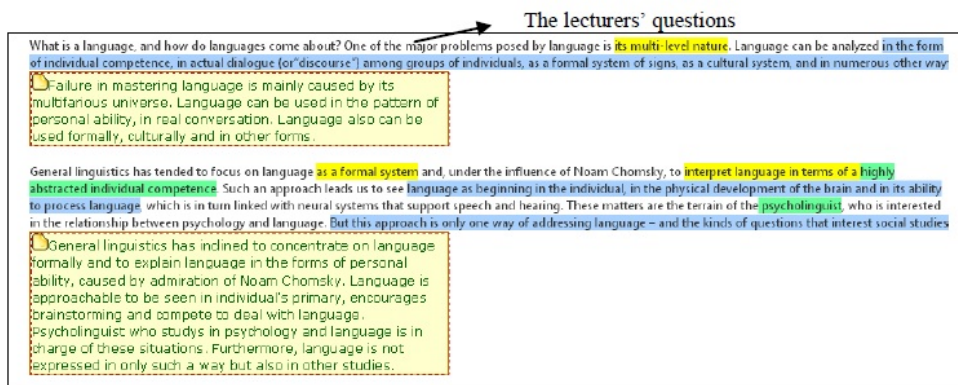 The lecturers' questions
What is a language, and how do languages come about? One of the major problems posed by language is its multi-level nature. Language can be analyzed in the form
of individual competence, in actual dialogue (or"discourse") among groups of individuals, as a formal system of signs, as a cultural system, and in numerous other way
Failure in mastering language is mainly caused by its
multifarious universe. Language can be used in the pattern of
personal ability, in real conversation. Language also can be
used formally, culturally and in other forms.
General linguistics has tended to focus on language as a formal system and, under the influence of Noam Chomsky, to interpret language in terms of a highly
abstracted individual competence. Such an approach leads us to see language as beginning in the individual, in the physical development of the brain and in its ability
to process language, which is in turn linked with neural systems that support speech and hearing. These matters are the terrain of the psycholinguist, who is interested
in the relationship between psychology and language. But this approach is only one way of addressing language – and the kinds of questions that interest social studies
General linguistics has inclined to concentrate on language
formally and to explain language in the forms of personal
ability, caused by admiration of Noam Chomsky. Language is
approachable to be seen in individual's primary, encourages
brainstorming and compete to deal with language.
Psycholinguist who studys in psychology and language is in
charge of these situations. Furthermore, language is not
expressed in only such a way but also in other studies.